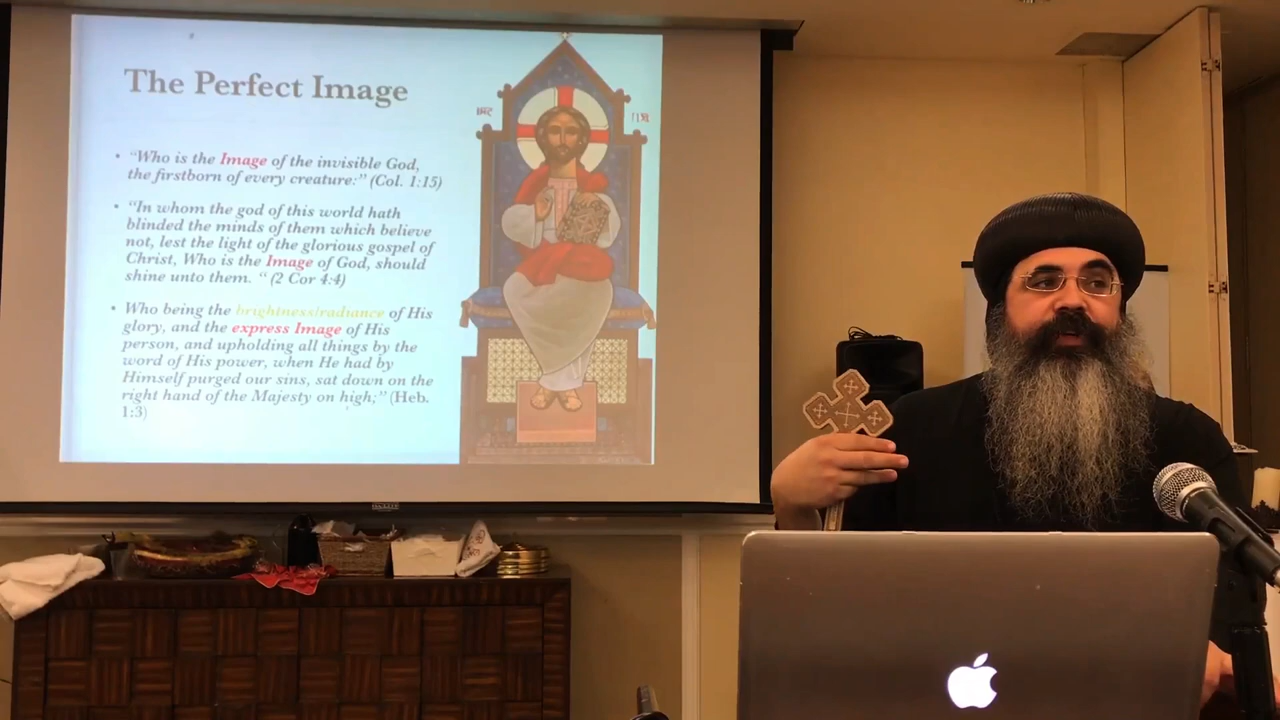 The Perfect Image
• “Who is the Image of the invisible God,
the firstborn of every creature:” (Col. 1:15)
• “In whom the god of this world hath
blinded the minds of them which believe
not, lest the light of the glorious gospel of
Christ, Who is the Image of God, should
shine unto them. “ (2 Cor 4:4)
• Who being the brightness/radiance of His
glory, and the express Image of His
person, and upholding all things by the
word of His power, when He had by
Himself purged our sins, sat down on the
right hand of the Majesty on high;” (Heb.
1:3)